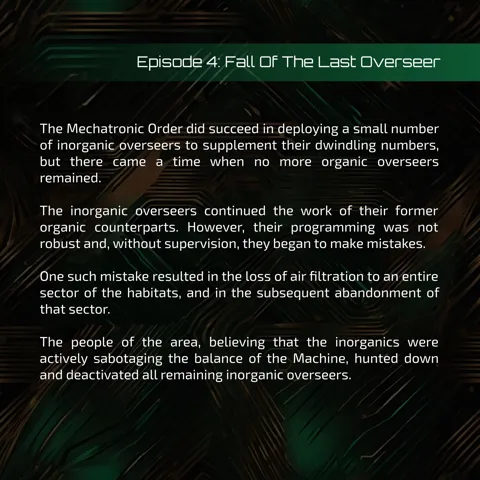 Episode 4: Fall Of The Last Overseer
The Mechatronic Order did succeed in deploying a small number
of inorganic overseers to supplement their dwindling numbers,
but there came a time when no more organic overseers
remained.
The inorganic overseers continued the work of their former
organic counterparts. However, their programming was not
robust and, without supervision, they began to make mistakes.
One such mistake resulted in the loss of air filtration to an entire
sector of the habitats, and in the subsequent abandonment of
that sector.
The people of the area, believing that the inorganics were
actively sabotaging the balance of the Machine, hunted down
and deactivated all remaining inorganic overseers.